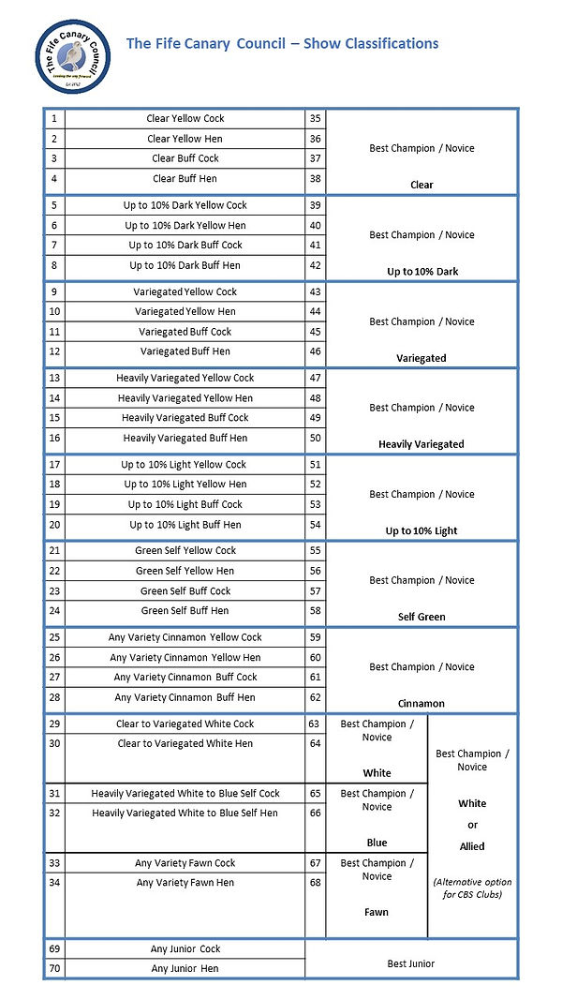 The Fife Canary Council
Leading the way forward
Est 2012
The Fife Canary Council – Show Classifications
1 Clear Yellow Cock 35
2 Clear Yellow Hen 36
3 Clear Buff Cock 37
4 Clear Buff Hen 38
Best Champion / Novice
Clear
5 Up to 10% Dark Yellow Cock 39
6 Up to 10% Dark Yellow Hen 40
7 Up to 10% Dark Buff Cock 41
8 Up to 10% Dark Buff Hen 42
Best Champion / Novice
Up to 10% Dark
9 Variegated Yellow Cock 43
10 Variegated Yellow Hen 44
11 Variegated Buff Cock 45
12 Variegated Buff Hen 46
Best Champion / Novice
Variegated
13 Heavily Variegated Yellow Cock 47
14 Heavily Variegated Yellow Hen 48
15 Heavily Variegated Buff Cock 49
16 Heavily Variegated Buff Hen 50
Best Champion / Novice
Heavily Variegated
17 Up to 10% Light Yellow Cock 51
18 Up to 10% Light Yellow Hen 52
19 Up to 10% Light Buff Cock 53
20 Up to 10% Light Buff Hen 54
Best Champion / Novice
Up to 10% Light
21 Green Self Yellow Cock 55
22 Green Self Yellow Hen 56
23 Green Self Buff Cock 57
24 Green Self Buff Hen 58
Best Champion / Novice
Self Green
25 Any Variety Cinnamon Yellow Cock 59
26 Any Variety Cinnamon Yellow Hen 60
27 Any Variety Cinnamon Buff Cock 61
28 Any Variety Cinnamon Buff Hen 62
Best Champion / Novice
Cinnamon
29 Clear to Variegated White Cock 63
30 Clear to Variegated White Hen 64
Best Champion /
Novice
White
31 Heavily Variegated White to Blue Self Cock 65
32 Heavily Variegated White to Blue Self Hen 66
Best Champion /
Novice
Blue
33 Any Variety Fawn Cock 67
34 Any Variety Fawn Hen 68
Best Champion /
Novice
Fawn
Best Champion /
Novice
White
or
Allied
(Alternative option
for CBS Clubs)
69 Any Junior Cock
70 Any Junior Hen
Best Junior